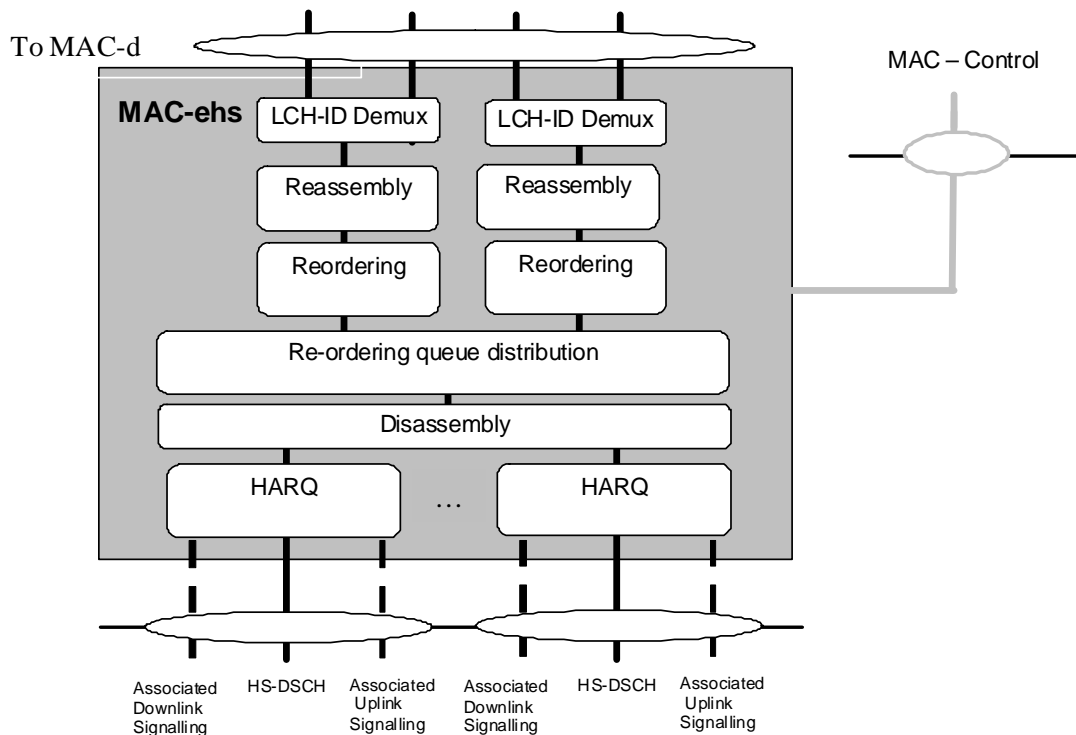 To MAC-d
MAC – Control
MAC-ehs
LCH-ID Demux
LCH-ID Demux
Reassembly
Reassembly
Reordering
Reordering
Re-ordering queue distribution
Disassembly
HARQ
…
HARQ
Associated
Downlink
Signalling
HS-DSCH
Associated
Uplink
Signalling
Associated
Downlink
Signalling
HS-DSCH
Associated
Uplink
Signalling